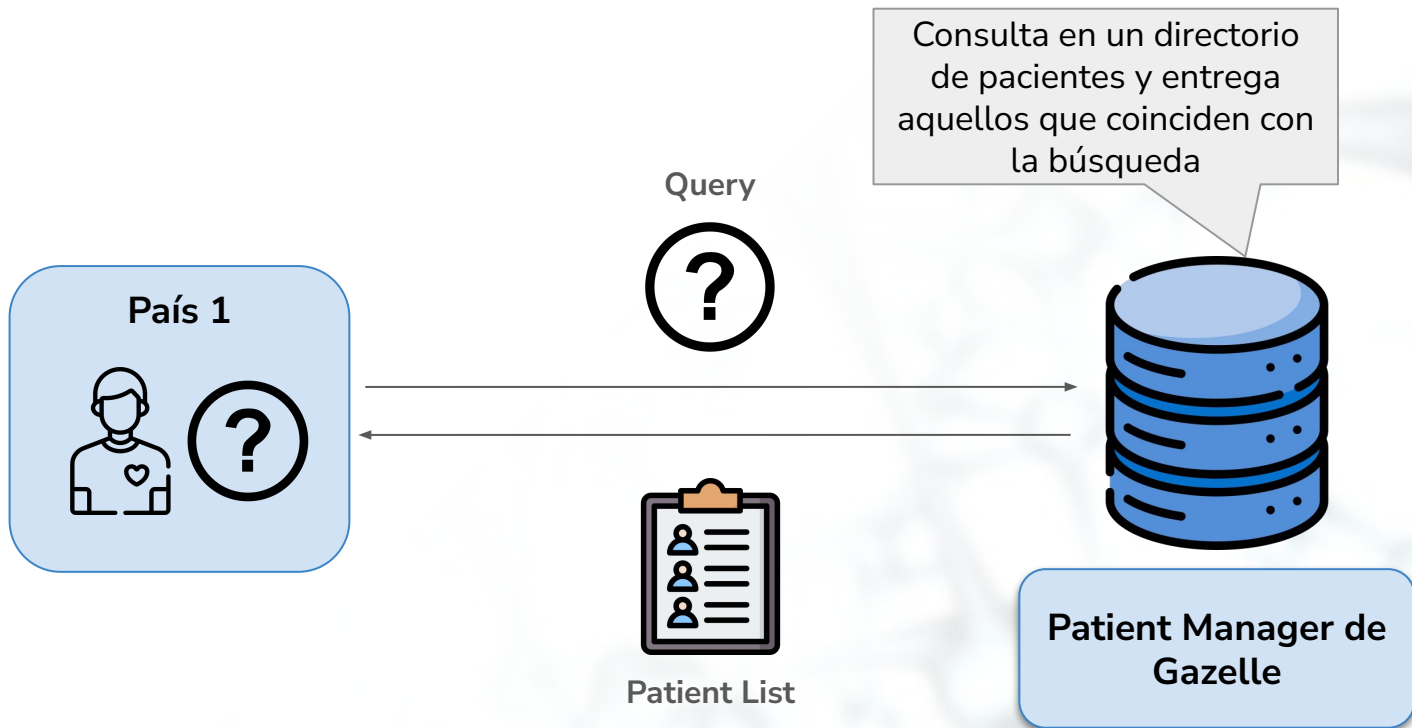 Consulta en un directorio
de pacientes y entrega
aquellos que coinciden con
la búsqueda
Query
?
País 1
?
Patient List
Patient Manager de
Gazelle